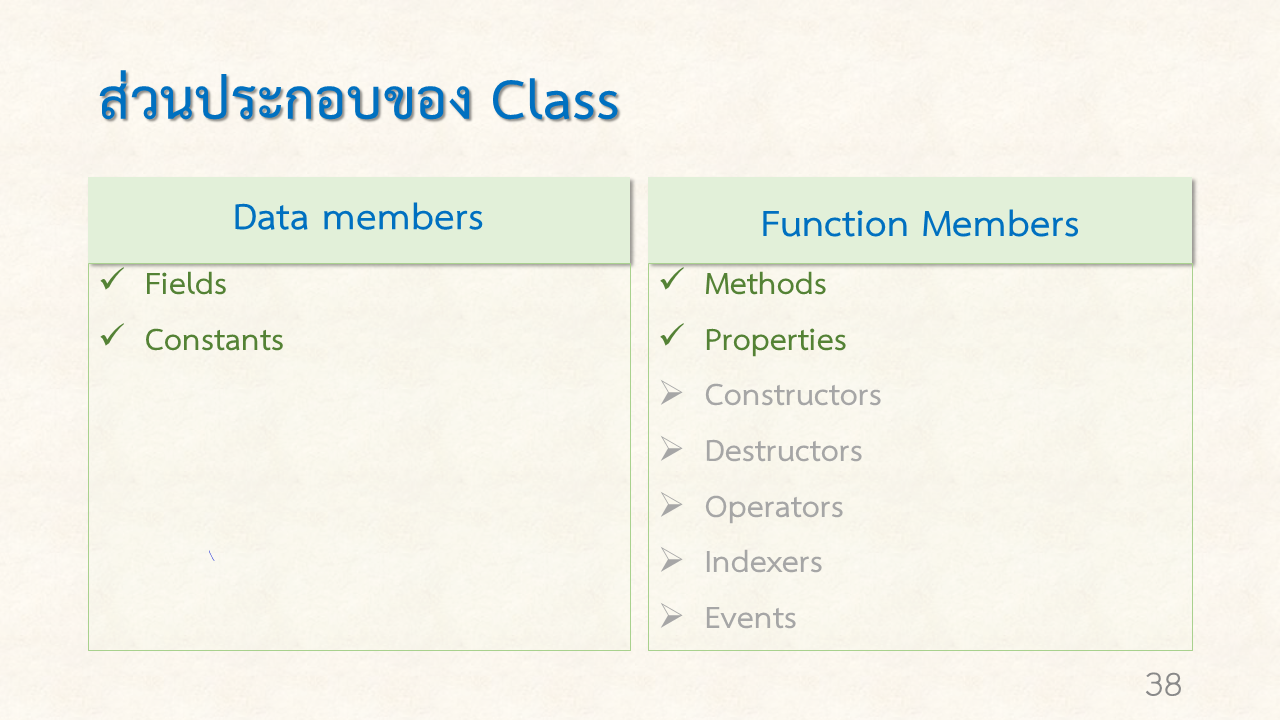 ส่วนประกอบของ Class
Data members
Fields
Constants
Function Members
Methods
Properties
Constructors
Destructors
Operators
Indexers
Events
38